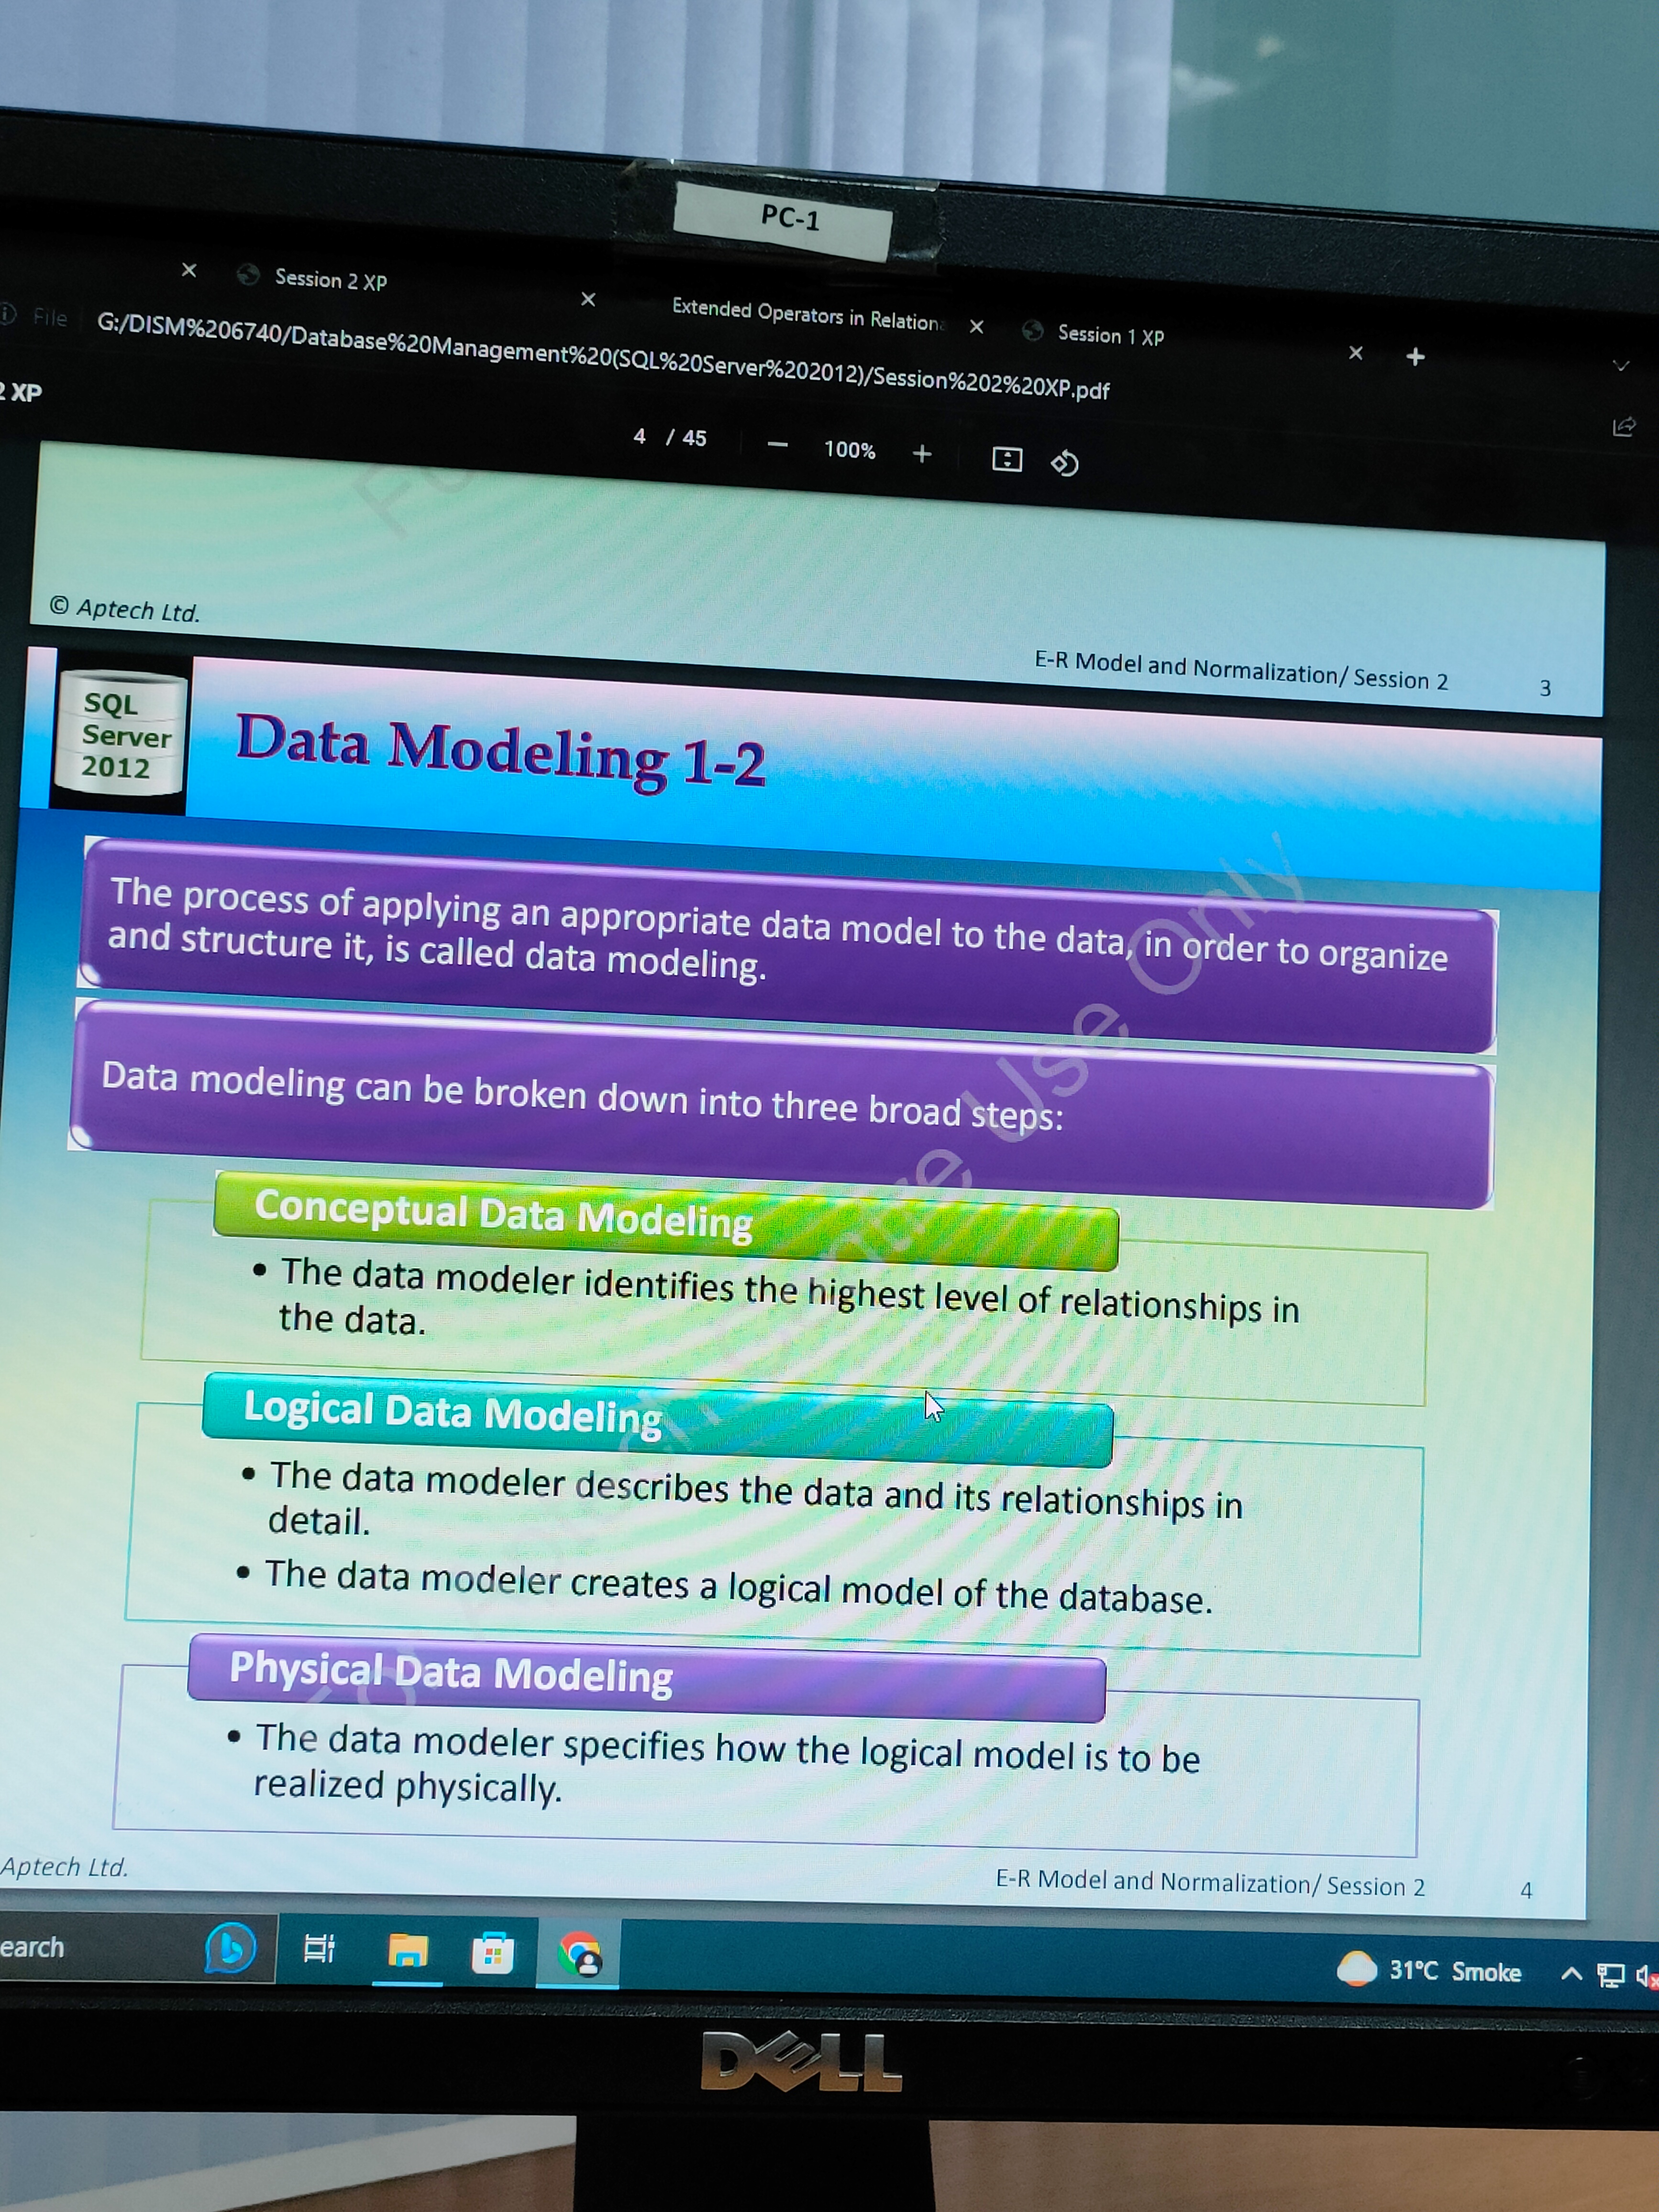 PC-1
Session 2 XP
Extended Operators in Relation
Session 1 XP
File
G:/DISM%206740/Database%20Management%20(SQL%20Server%202012)/Session%202%20XP.pdf
2 XP
4 / 45
100%
© Aptech Ltd.
E-R Model and Normalization/ Session 2
3
SQL
Server
2012
Data Modeling 1-2
The process of applying an appropriate data model to the data, in order to organize
and structure it, is called data modeling.
Data modeling can be broken down into three broad steps:
Conceptual Data Modeling
• The data modeler identifies the highest level of relationships in
the data.
Logical Data Modeling
• The data modeler describes the data and its relationships in
detail.
• The data modeler creates a logical model of the database.
Physical Data Modeling
• The data modeler specifies how the logical model is to be
realized physically.
Use Only
Aptech Ltd.
E-R Model and Normalization/ Session 2
4
earch
31°C Smoke
DELL